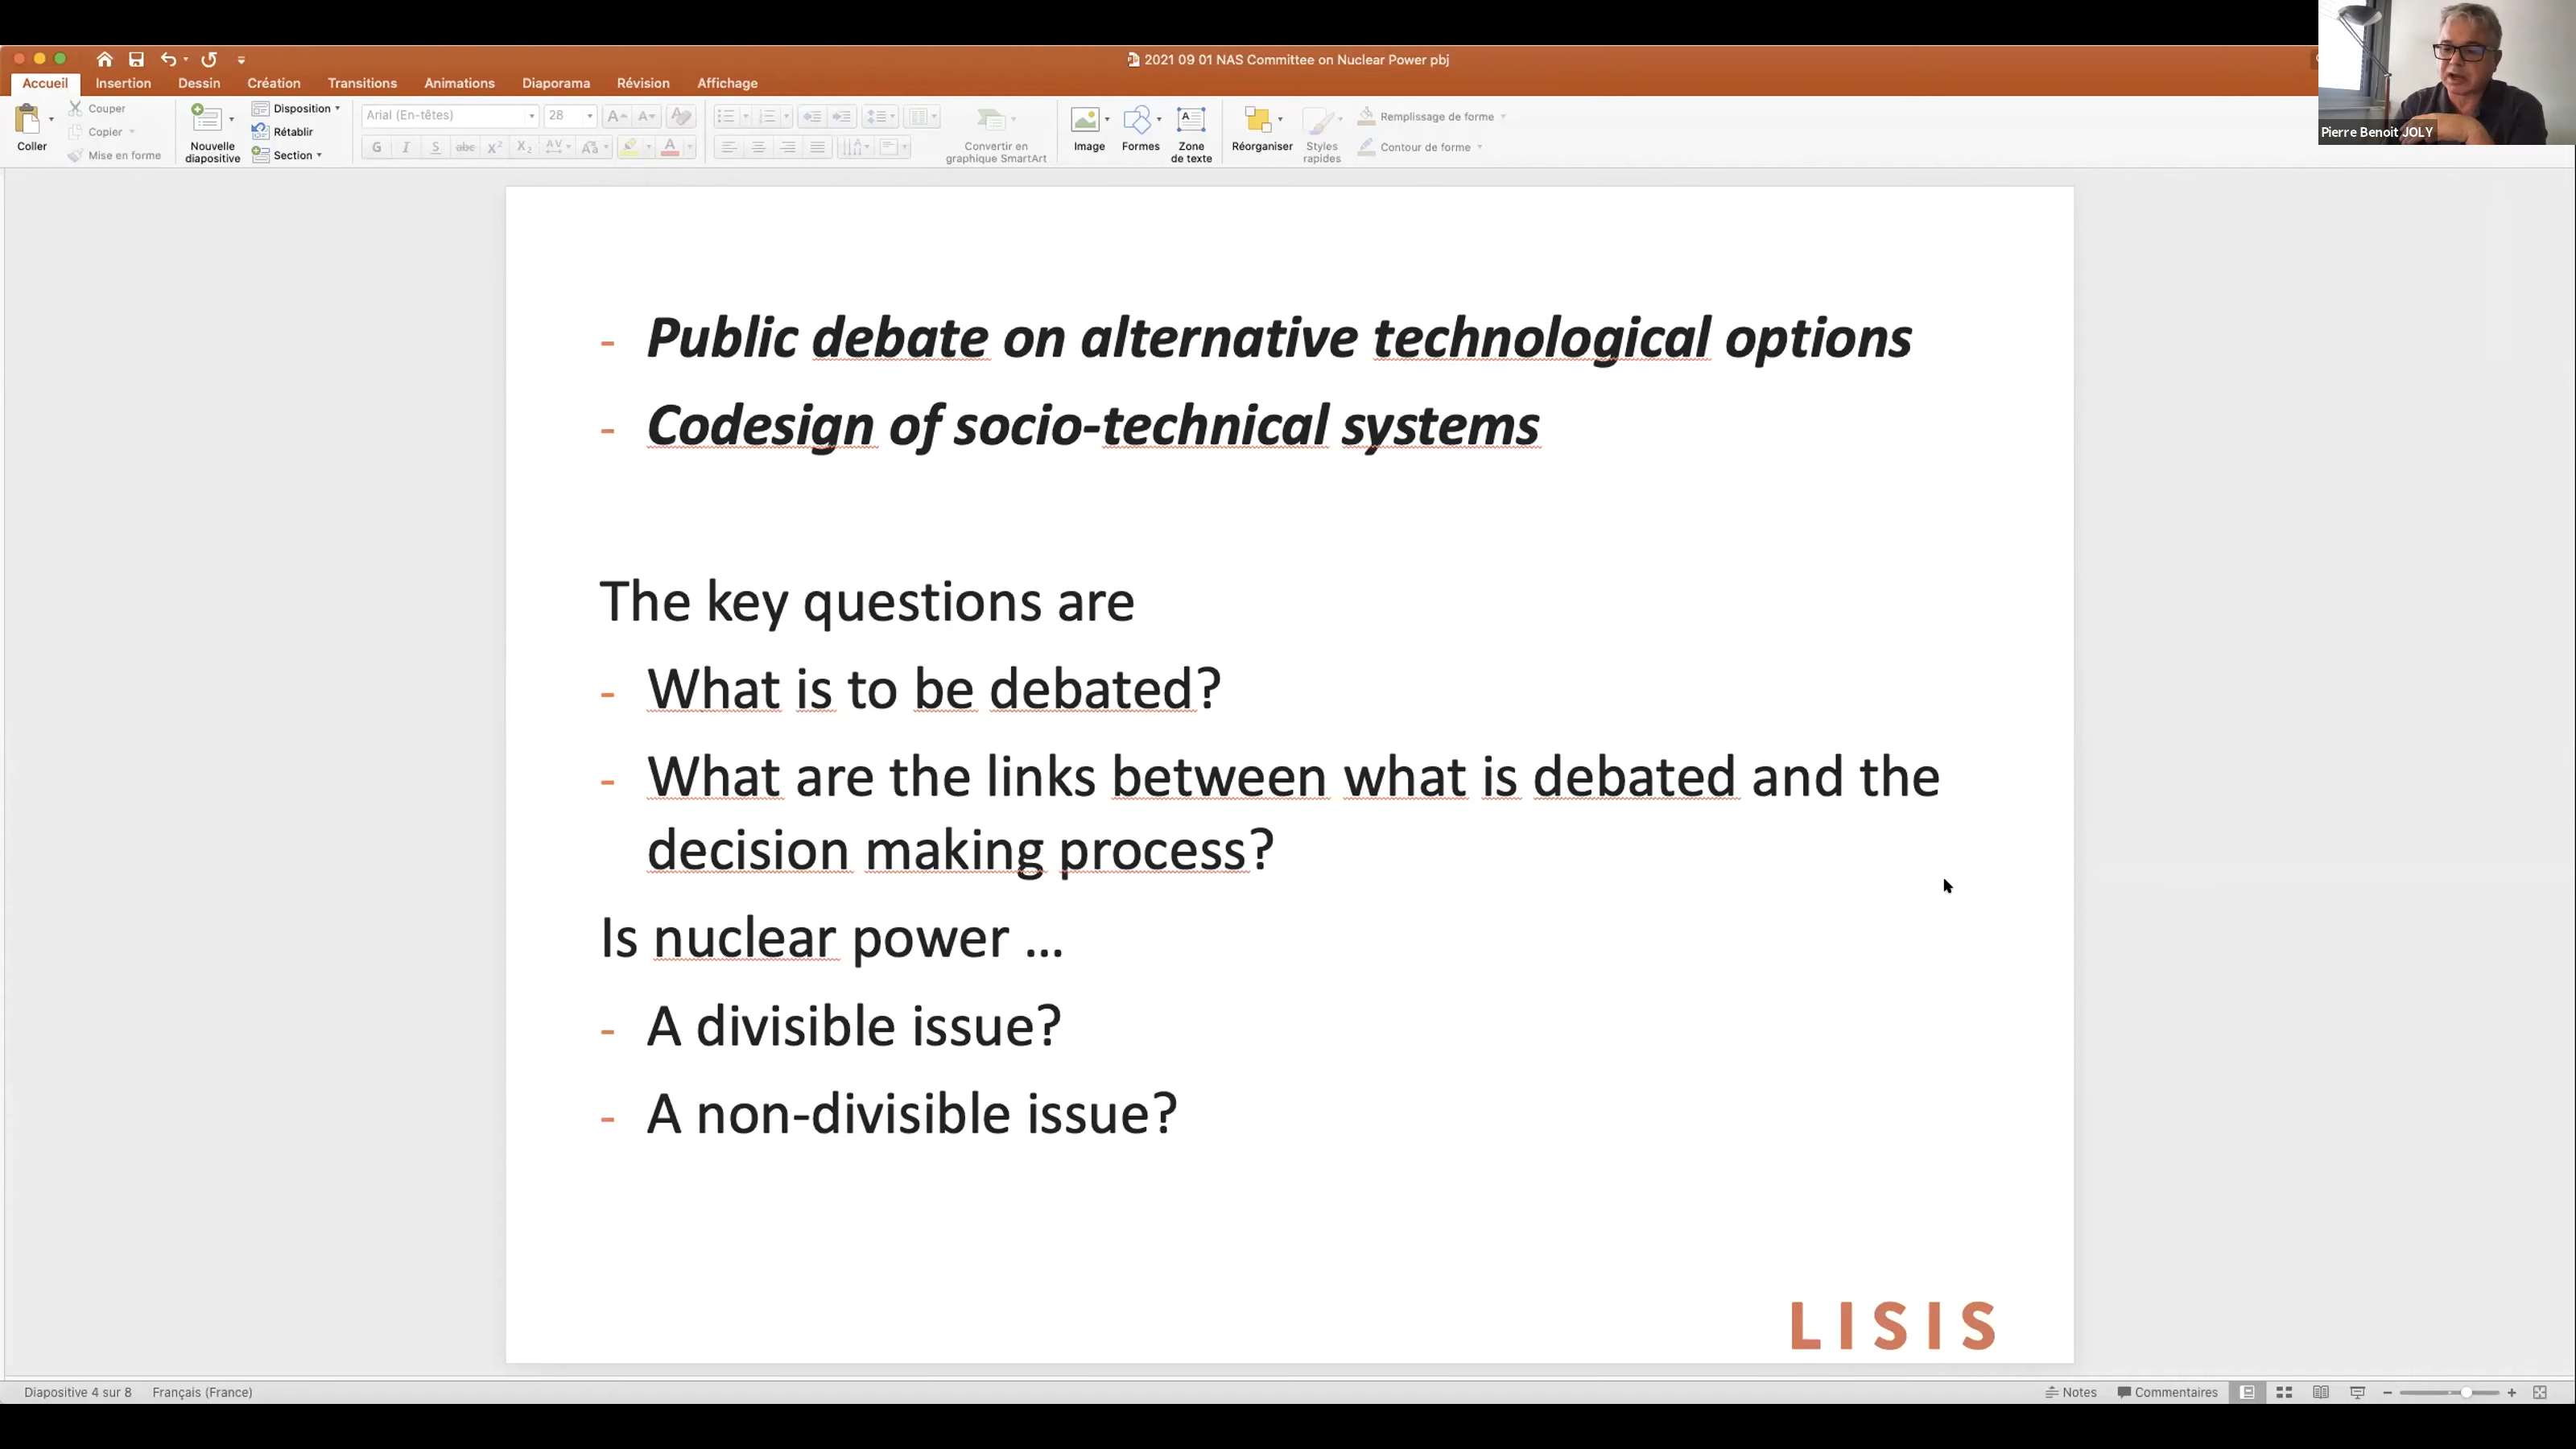 2021 09 01 NAS Committee on Nuclear Power pbj
Accueil Insertion Dessin Création Transitions Animations Diaporama Révision Affichage
Coller
Couper
Copier
Mise en forme
Nouvelle
diapositive
Disposition
Rétablir
Section
Arial (En-têtes) 28
G I S abc X² X₂ AV Aa A
Convertir en
graphique SmartArt
Image
Formes
Zone
de texte
Réorganiser
Styles
rapides
Remplissage de forme
Contour de forme
Pierre Benoit JOLY
- Public debate on alternative technological options
- Codesign of socio-technical systems
The key questions are
- What is to be debated?
- What are the links between what is debated and the
decision making process?
Is nuclear power ...
- A divisible issue?
- A non-divisible issue?
LISIS
Diapositive 4 sur 8 Français (France) Notes Commentaires